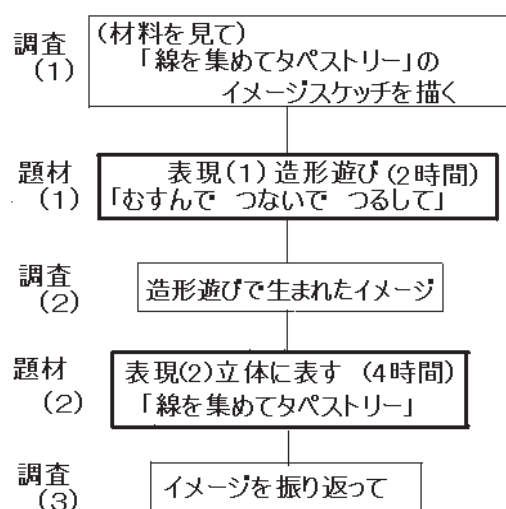 調査
(1)
(材料を見て)
「線を集めてタペストリー」の
イメージスケッチを描く
題材
(1)
表現(1)造形遊び(2時間)
「むすんで つないで つるして」
調査
(2)
造形遊びで生まれたイメージ
題材
(2)
表現(2)立体に表す (4時間)
「線を集めてタペストリー」
調査
(3)
イメージを振り返って